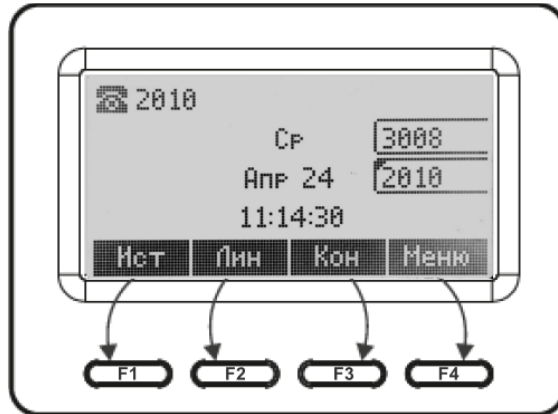 2010
Ср 3008
Апр 24 2010
11:14:30
Ист Лин Кон Меню
F1 F2 F3 F4